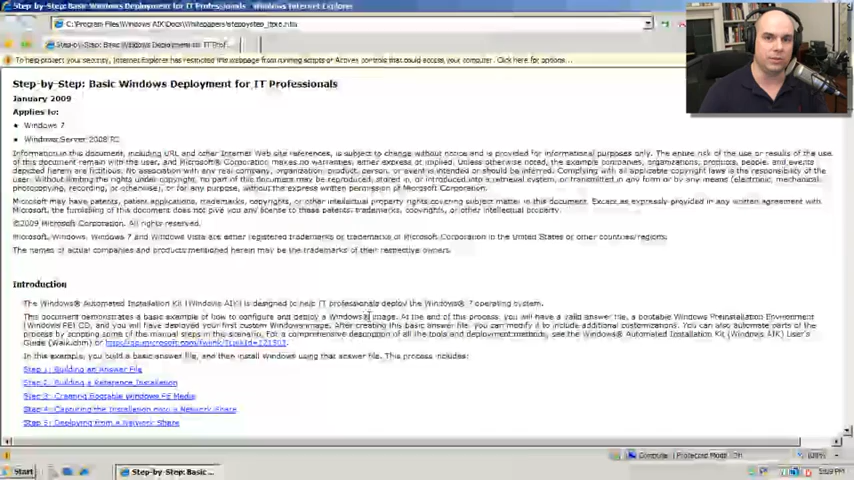 Step-by-Step: Basic Windows Deployment for IT Professionals - Windows Internet Explorer
C:\Program Files\Windows AIK\Docs\Whitepapers\stepbystep_itpro.htm
Step-by-Step: Basic Windows Deployment for IT Prof...
To help protect your security, Internet Explorer has restricted this webpage from running scripts or ActiveX controls that could access your computer. Click here for options...
Step-by-Step: Basic Windows Deployment for IT Professionals
January 2009
Applies to:
• Windows 7
• Windows Server 2008 R2
Information in this document, including URL and other Internet Web site references, is subject to change without notice and is provided for informational purposes only. The entire risk of the use or results of the use
of this document remain with the user, and Microsoft® Corporation makes no warranties, either express or implied. Unless otherwise noted, the example companies, organizations, products, people, and events
depicted herein are fictitious. No association with any real company, organization, product, person, or event is intended or should be inferred. Complying with all applicable copyright laws is the responsibility of the
user. Without limiting the rights under copyright, no part of this document may be reproduced, stored in, or introduced into a retrieval system, or transmitted in any form or by any means (electronic, mechanical,
photocopying, recording, or otherwise), or for any purpose, without the express written permission of Microsoft Corporation.
Microsoft may have patents, patent applications, trademarks, copyrights, or other intellectual property rights covering subject matter in this document. Except as expressly provided in any written agreement with
Microsoft, the furnishing of this document does not give you any license to these patents, trademarks, copyrights, or other intellectual property.
©2009 Microsoft Corporation. All rights reserved.
Microsoft, Windows, Windows 7 and Windows Vista are either registered trademarks or trademarks of Microsoft Corporation in the United States or other countries/regions.
The names of actual companies and products mentioned herein may be the trademarks of their respective owners.
Introduction
The Windows® Automated Installation Kit (Windows AIK) is designed to help IT professionals deploy the Windows® 7 operating system.
This document demonstrates a basic example of how to configure and deploy a Windows® image. At the end of this process, you will have a valid answer file, a bootable Windows Preinstallation Environment
(Windows PE) CD, and you will have deployed your first custom Windows image. After creating this basic answer file, you can modify it to include additional customizations. You can also automate parts of the
process by scripting some of the manual steps in this scenario. For a comprehensive description of all the tools and deployment methods, see the Windows® Automated Installation Kit (Windows AIK) User's
Guide (Waik.chm) or http://go.microsoft.com/fwlink/?LinkId=121503.
In this example, you build a basic answer file, and then install Windows using that answer file. This process includes:
Step 1: Building an Answer File
Step 2: Building a Reference Installation
Step 3: Creating Bootable Windows PE Media
Step 4: Capturing the Installation onto a Network Share
Step 5: Deploying from a Network Share
Computer | Protected Mode: On
Start
Step-by-Step: Basic ...